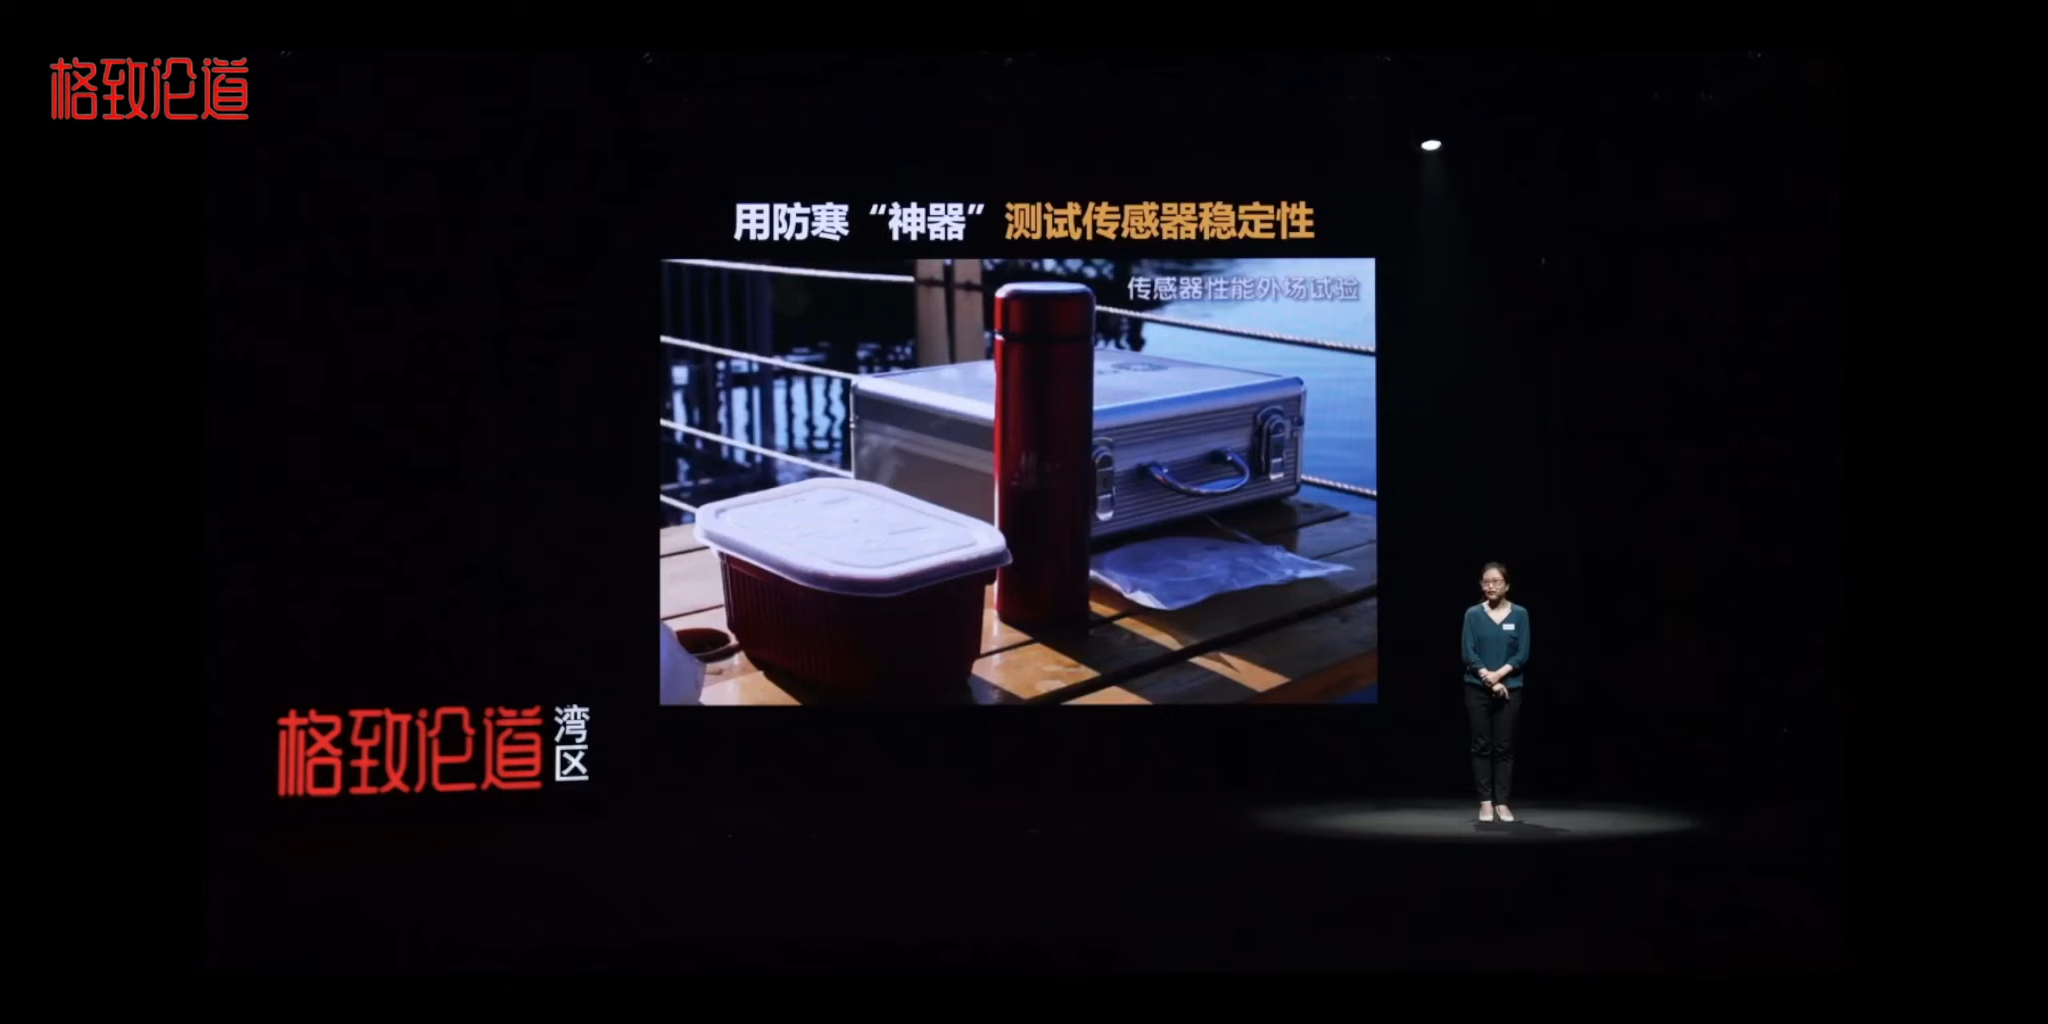 格致论道
用防寒“神器”测试传感器稳定性
传感器性能外场试验
格致论道
湾区